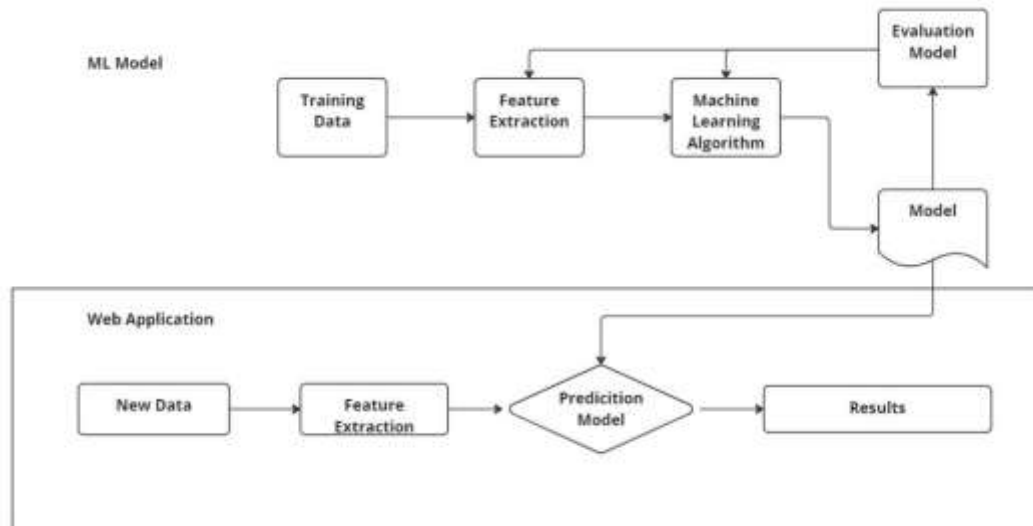 Evaluation
Model
ML Model
Training
Data
Feature
Extraction
Machine
Learning
Algorithm
Model
Web Application
New Data
Feature
Extraction
Predicition
Model
Results